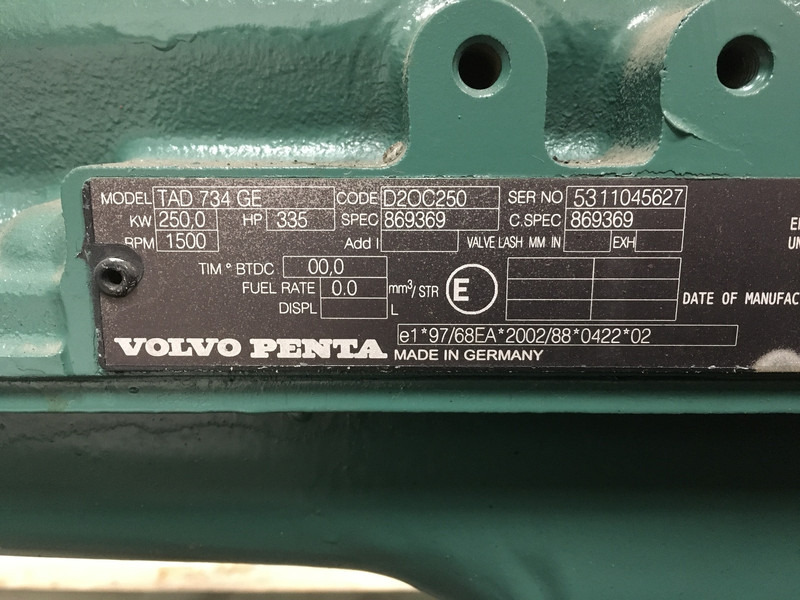 MODEL TAD 734 GE CODE D2OC250 SER NO 5311045627
KW 250,0 HP 335 SPEC 869369 C.SPEC 869369
RPM 1500 Add I VALVE LASH MM IN EXH
TIM ° BTDC 00,0
FUEL RATE 0.0 mm³/STR
DISPL L
E
DATE OF MANUFAC
e1*97/68EA*2002/88*0422*02
VOLVO PENTA MADE IN GERMANY